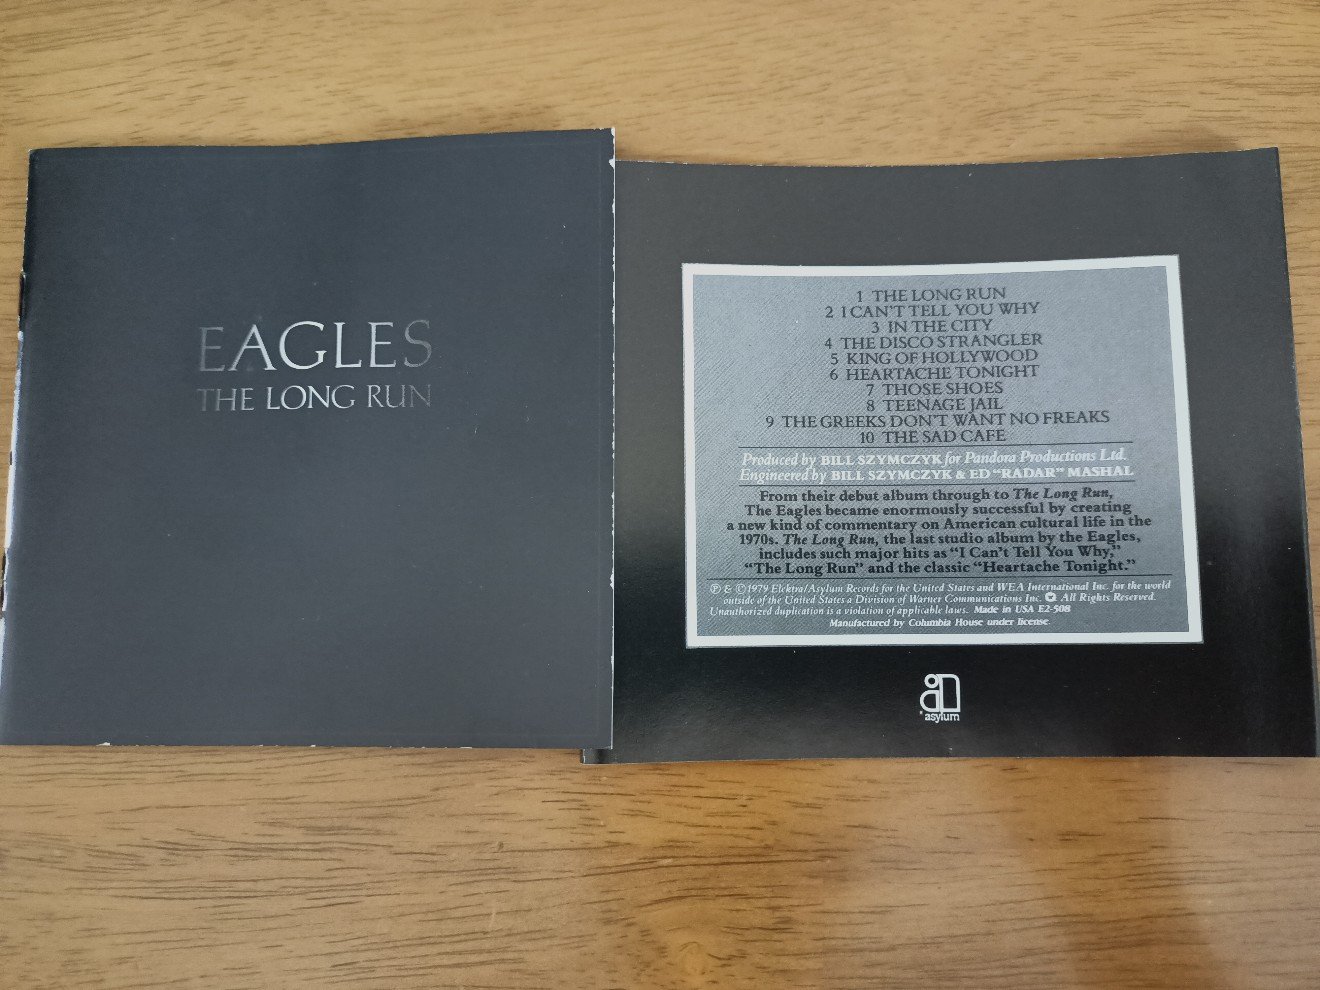 EAGLES
THE LONG RUN
1 THE LONG RUN
2 I CAN'T TELL YOU WHY
3 IN THE CITY
4 THE DISCO STRANGLER
5 KING OF HOLLYWOOD
6 HEARTACHE TONIGHT
7 THOSE SHOES
8 TEENAGE JAIL
9 THE GREEKS DON'T WANT NO FREAKS
10 THE SAD CAFE
Produced by BILL SZYMCZYK for Pandora Productions Ltd.
Engineered by BILL SZYMCZYK & ED "RADAR" MASHAL
From their debut album through to The Long Run,
The Eagles became enormously successful by creating
a new kind of commentary on American cultural life in the
1970s. The Long Run, the last studio album by the Eagles,
includes such major hits as "I Can't Tell You Why,"
"The Long Run" and the classic "Heartache Tonight."
℗ & ©1979 Elektra/Asylum Records for the United States and WEA International Inc. for the world
outside of the United States a Division of Warner Communications Inc. All Rights Reserved.
Unauthorized duplication is a violation of applicable laws. Made in USA E2-508
Manufactured by Columbia House under license.
asylum